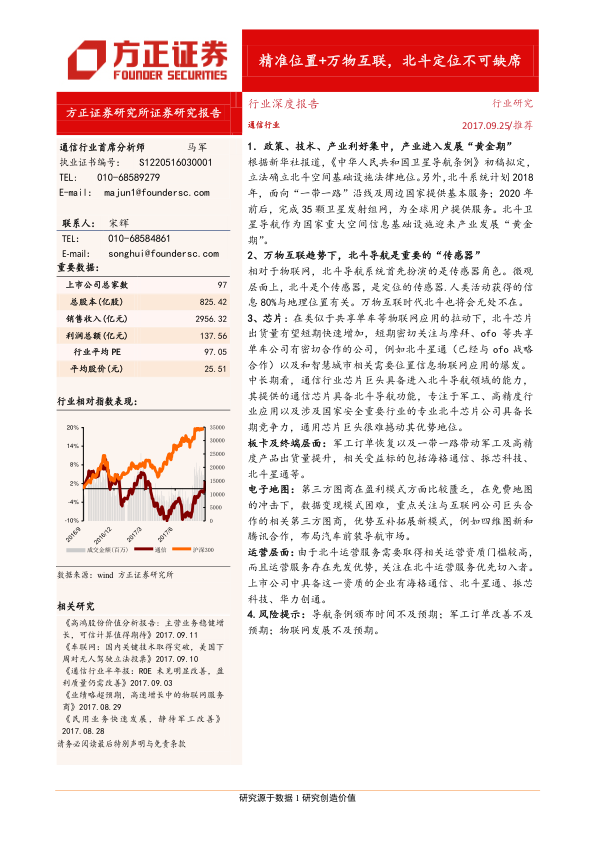 方正证券
FOUNDER SECURITIES
精准位置+万物互联，北斗定位不可缺席
方正证券研究所证券研究报告
行业深度报告
行业研究
通信行业
2017.09.25/推荐
通信行业首席分析师 马军
执业证书编号： S1220516030001
TEL： 010-68589279
E-mail： majun1@foundersc.com
联系人： 宋辉
TEL: 010-68584861
E-mail: songhui@foundersc.com
重要数据：
上市公司总家数 97
总股本(亿股) 825.42
销售收入(亿元) 2956.32
利润总额(亿元) 137.56
行业平均 PE 97.05
平均股价(元) 25.51
行业相对指数表现：
20%
14%
8%
2%
-4%
-10%
35000
30000
25000
20000
15000
10000
5000
0
2016/9
2016/12
2017/3
2017/6
成交金额(百万)
通信
沪深300
数据来源：wind 方正证券研究所
相关研究
《高鸿股份价值分析报告：主营业务稳健增
长，可信计算值得期待》2017.09.11
《车联网：国内关键技术取得突破，美国下
周对无人驾驶立法投票》2017.09.10
《通信行业半年报：ROE 未见明显改善，盈
利质量仍需改善》2017.09.03
《业绩略超预期，高速增长中的物联网服务
商》2017.08.29
《民用业务快速发展，静待军工改善》
2017.08.28
请务必阅读最后特别声明与免责条款
1．政策、技术、产业利好集中，产业进入发展“黄金期”
根据新华社报道，《中华人民共和国卫星导航条例》初稿拟定，
立法确立北斗空间基础设施法律地位。另外，北斗系统计划 2018
年，面向“一带一路”沿线及周边国家提供基本服务；2020 年
前后，完成 35 颗卫星发射组网，为全球用户提供服务。北斗卫
星导航作为国家重大空间信息基础设施迎来产业发展“黄金
期”。
2、万物互联趋势下，北斗导航是重要的“传感器”
相对于物联网，北斗导航系统首先扮演的是传感器角色。微观
层面上，北斗是个传感器，是定位的传感器．人类活动获得的信
息 80%与地理位置有关。万物互联时代北斗也将会无处不在。
3、芯片：在类似于共享单车等物联网应用的拉动下，北斗芯片
出货量有望短期快速增加，短期密切关注与摩拜、ofo 等共享
单车公司有密切合作的公司，例如北斗星通（已经与 ofo 战略
合作）以及和智慧城市相关需要位置信息物联网应用的爆发。
中长期看，通信行业芯片巨头具备进入北斗导航领域的能力，
其提供的通信芯片具备北斗导航功能，专注于军工、高精度行
业应用以及涉及国家安全重要行业的专业北斗芯片公司具备长
期竞争力，通用芯片巨头很难撼动其优势地位。
板卡及终端层面：军工订单恢复以及一带一路带动军工及高精
度产品出货量提升，相关受益标的包括海格通信、振芯科技、
北斗星通等。
电子地图：第三方图商在盈利模式方面比较匮乏，在免费地图
的冲击下，数据变现模式困难，重点关注与互联网公司巨头合
作的相关第三方图商，优势互补拓展新模式，例如四维图新和
腾讯合作，布局汽车前装导航市场。
运营层面：由于北斗运营服务需要取得相关运营资质门槛较高，
而且运营服务存在先发优势，关注在北斗运营服务优先切入者。
上市公司中具备这一资质的企业有海格通信、北斗星通、振芯
科技、华力创通。
4.风险提示：导航条例颁布时间不及预期；军工订单改善不及
预期；物联网发展不及预期。
研究源于数据 1 研究创造价值